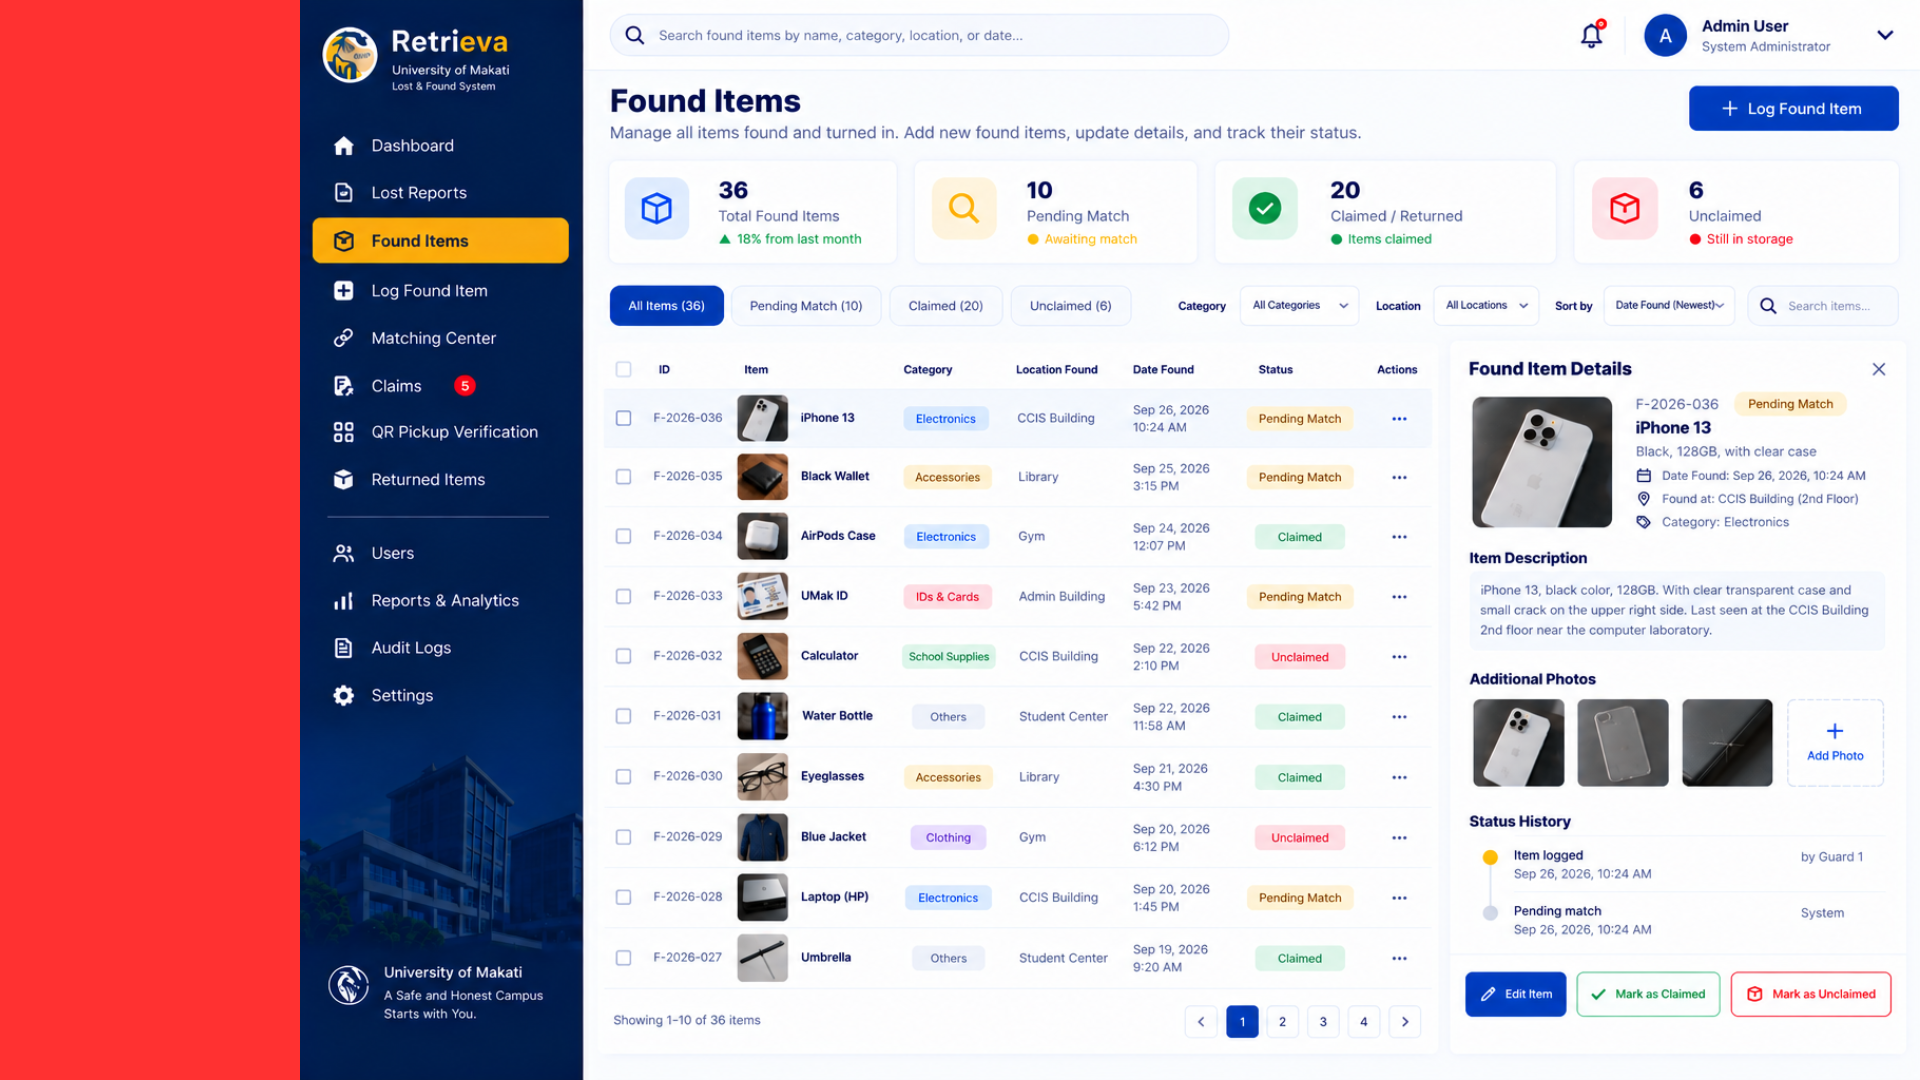 Retrieva
University of Makati
Lost & Found System
Dashboard
Lost Reports
Found Items
Log Found Item
Matching Center
Claims 5
QR Pickup Verification
Returned Items
Users
Reports & Analytics
Audit Logs
Settings
University of Makati
A Safe and Honest Campus
Starts with You.
Search found items by name, category, location, or date...
A
Admin User
System Administrator
Found Items
Manage all items found and turned in. Add new found items, update details, and track their status.
+ Log Found Item
36
Total Found Items
▲ 18% from last month
10
Pending Match
Awaiting match
20
Claimed / Returned
Items claimed
6
Unclaimed
Still in storage
All Items (36) Pending Match (10) Claimed (20) Unclaimed (6) Category All Categories Location All Locations Sort by Date Found (Newest) Search items...
ID Item Category Location Found Date Found Status Actions
F-2026-036 iPhone 13 Electronics CCIS Building Sep 26, 2026 Pending Match ...
10:24 AM
F-2026-035 Black Wallet Accessories Library Sep 25, 2026 Pending Match ...
3:15 PM
F-2026-034 AirPods Case Electronics Gym Sep 24, 2026 Claimed ...
12:07 PM
F-2026-033 UMak ID IDs & Cards Admin Building Sep 23, 2026 Pending Match ...
5:42 PM
F-2026-032 Calculator School Supplies CCIS Building Sep 22, 2026 Unclaimed ...
2:10 PM
F-2026-031 Water Bottle Others Student Center Sep 22, 2026 Claimed ...
11:58 AM
F-2026-030 Eyeglasses Accessories Library Sep 21, 2026 Claimed ...
4:30 PM
F-2026-029 Blue Jacket Clothing Gym Sep 20, 2026 Unclaimed ...
6:12 PM
F-2026-028 Laptop (HP) Electronics CCIS Building Sep 20, 2026 Pending Match ...
1:45 PM
F-2026-027 Umbrella Others Student Center Sep 19, 2026 Claimed ...
9:20 AM
Showing 1-10 of 36 items
< 1 2 3 4 >
Found Item Details
F-2026-036 Pending Match
iPhone 13
Black, 128GB, with clear case
Date Found: Sep 26, 2026, 10:24 AM
Found at: CCIS Building (2nd Floor)
Category: Electronics
Item Description
iPhone 13, black color, 128GB. With clear transparent case and
small crack on the upper right side. Last seen at the CCIS Building
2nd floor near the computer laboratory.
Additional Photos
+
Add Photo
Status History
Item logged by Guard 1
Sep 26, 2026, 10:24 AM
Pending match System
Sep 26, 2026, 10:24 AM
Edit Item Mark as Claimed Mark as Unclaimed